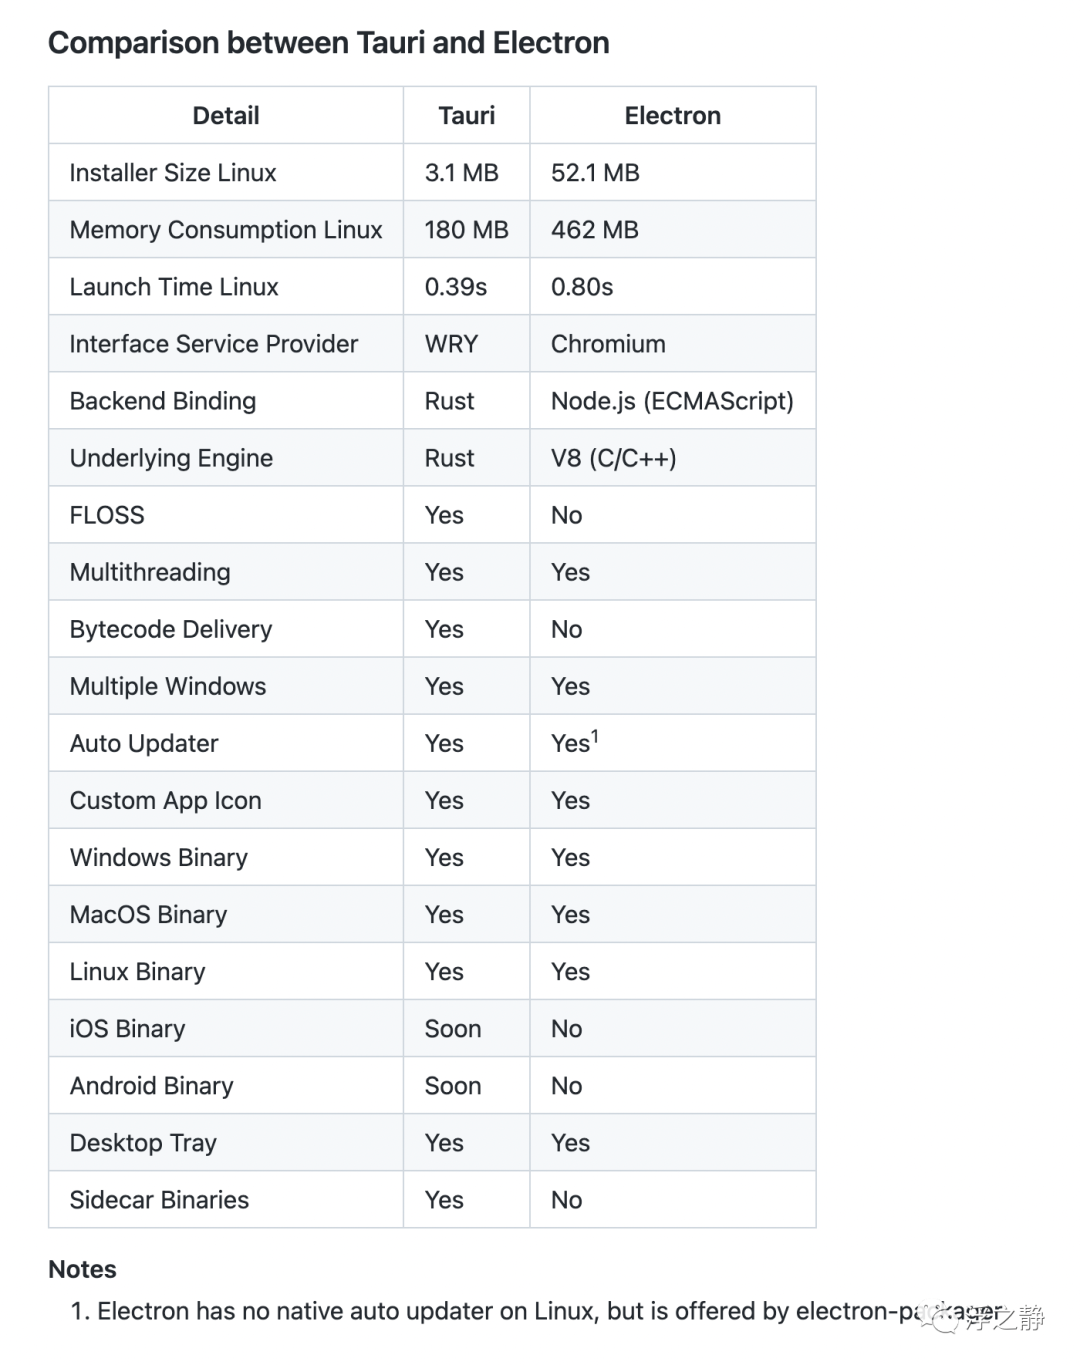 Comparison between Tauri and Electron
Detail Tauri Electron
Installer Size Linux 3.1 MB 52.1 MB
Memory Consumption Linux 180 MB 462 MB
Launch Time Linux 0.39s 0.80s
Interface Service Provider WRY Chromium
Backend Binding Rust Node.js (ECMAScript)
Underlying Engine Rust V8 (C/C++)
FLOSS Yes No
Multithreading Yes Yes
Bytecode Delivery Yes No
Multiple Windows Yes Yes
Auto Updater Yes Yes¹
Custom App Icon Yes Yes
Windows Binary Yes Yes
MacOS Binary Yes Yes
Linux Binary Yes Yes
iOS Binary Soon No
Android Binary Soon No
Desktop Tray Yes Yes
Sidecar Binaries Yes No
Notes
1. Electron has no native auto updater on Linux, but is offered by electron-packager
浮之静